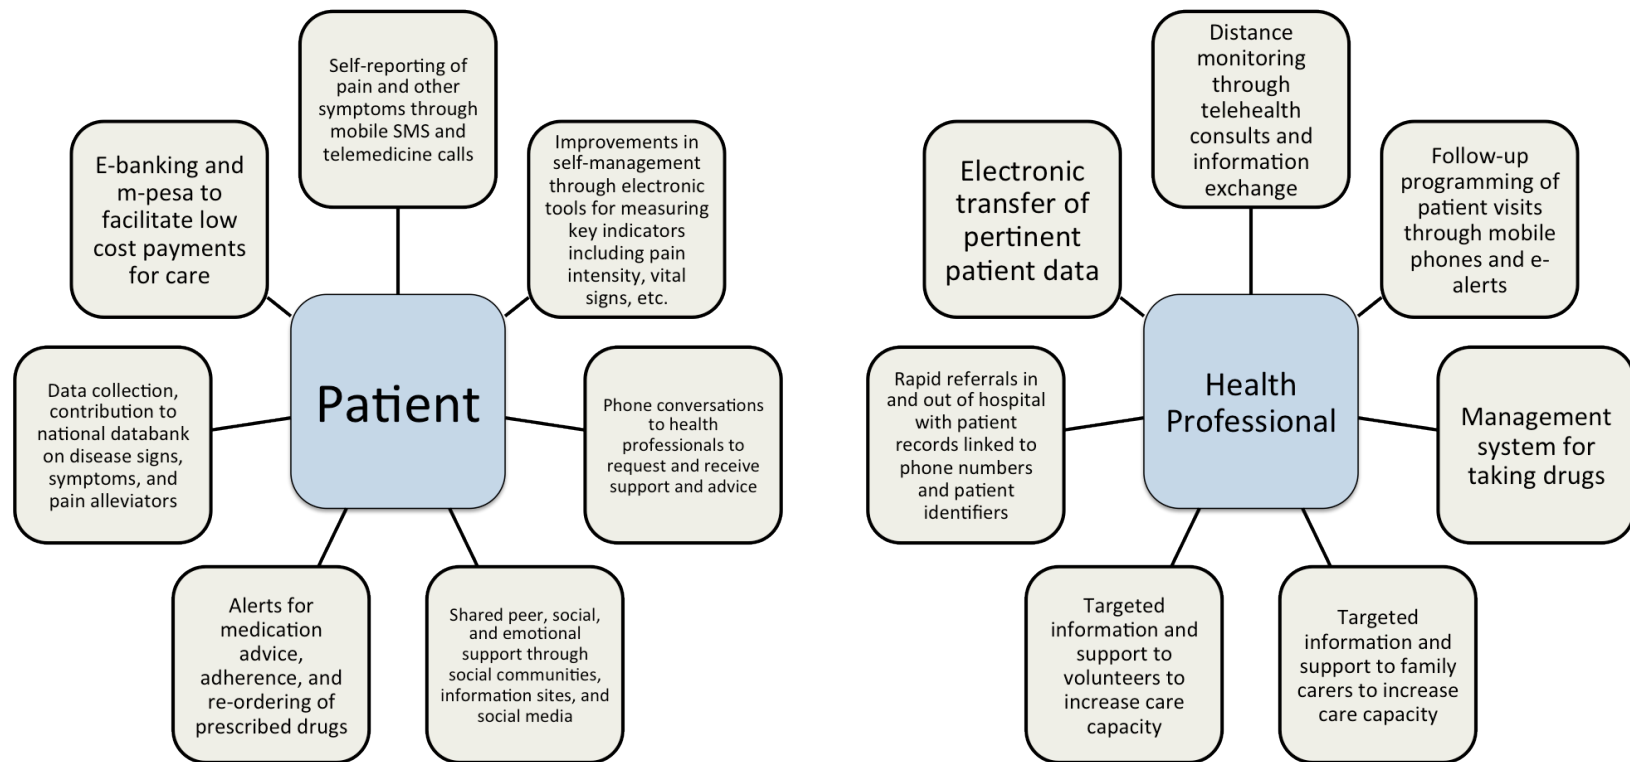 Self-reporting of
pain and other
symptoms through
mobile SMS and
telemedicine calls
Improvements in
self-management
through electronic
tools for measuring
key indicators
including pain
intensity, vital
signs, etc.
Phone conversations
to health
professionals to
request and receive
support and advice
Shared peer, social,
and emotional
support through
social communities,
information sites, and
social media
Alerts for
medication
advice,
adherence, and
re-ordering of
prescribed drugs
Data collection,
contribution to
national databank
on disease signs,
symptoms, and
pain alleviators
E-banking and
m-pesa to
facilitate low
cost payments
for care
Patient
Distance
monitoring
through
telehealth
consults and
information
exchange
Follow-up
programming of
patient visits
through mobile
phones and e-
alerts
Management
system for
taking drugs
Targeted
information and
support to family
carers to increase
care capacity
Targeted
information and
support to
volunteers to
increase care
capacity
Rapid referrals in
and out of hospital
with patient
records linked to
phone numbers
and patient
identifiers
Electronic
transfer of
pertinent
patient data
Health
Professional